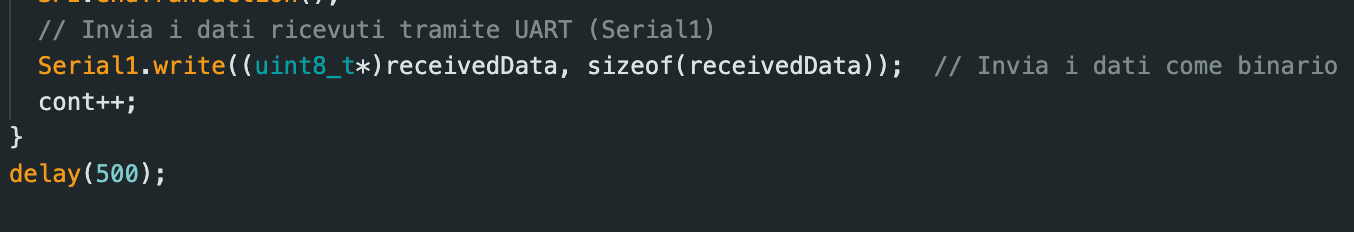 // Invia i dati ricevuti tramite UART (Serial1)
Serial1.write((uint8_t*)receivedData, sizeof(receivedData)); // Invia i dati come binario
cont++;
}
delay(500);